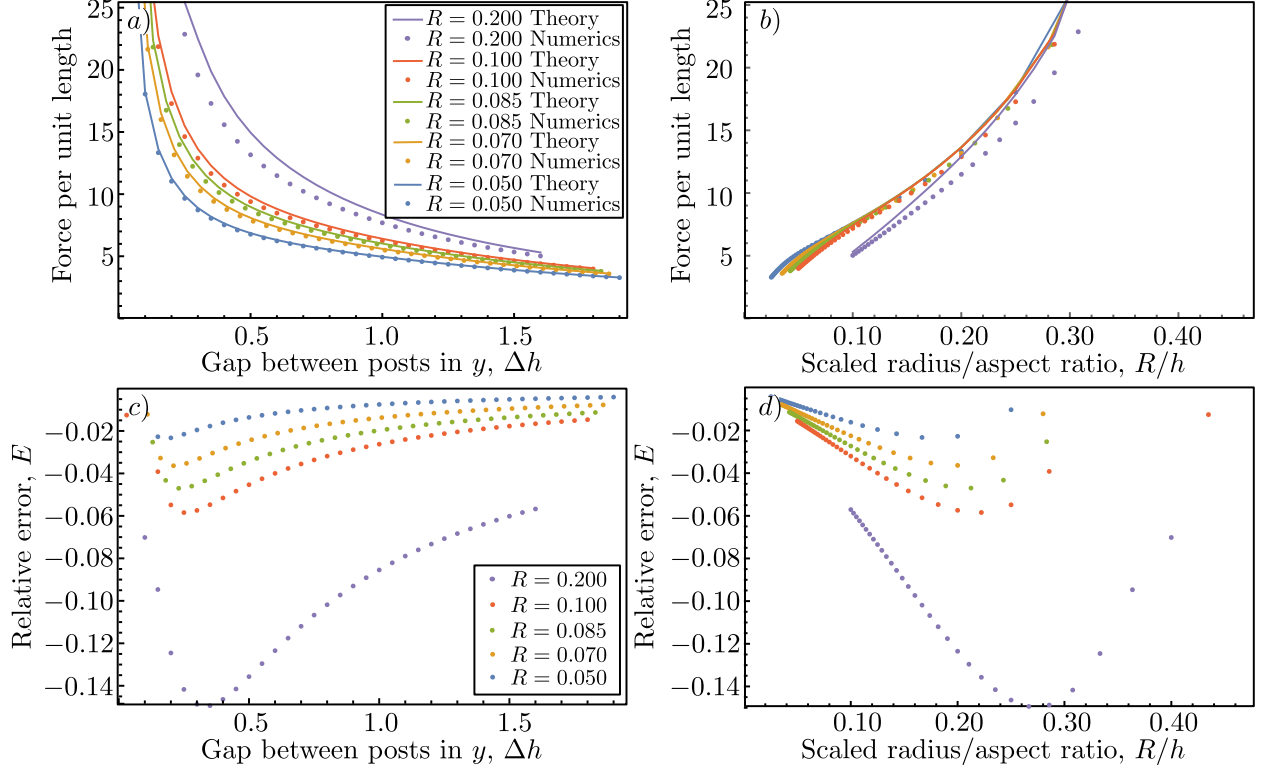 a)
25
20
15
10
5
Force per unit length
R = 0.200 Theory
R = 0.200 Numerics
R = 0.100 Theory
R = 0.100 Numerics
R = 0.085 Theory
R = 0.085 Numerics
R = 0.070 Theory
R = 0.070 Numerics
R = 0.050 Theory
R = 0.050 Numerics
0.5 1.0 1.5
Gap between posts in y, Δh
b)
25
20
15
10
5
Force per unit length
0.10 0.20 0.30 0.40
Scaled radius/aspect ratio, R/h
c)
−0.02
−0.04
−0.06
−0.08
−0.10
−0.12
−0.14
Relative error, E
R = 0.200
R = 0.100
R = 0.085
R = 0.070
R = 0.050
0.5 1.0 1.5
Gap between posts in y, Δh
d)
−0.02
−0.04
−0.06
−0.08
−0.10
−0.12
−0.14
Relative error, E
0.10 0.20 0.30 0.40
Scaled radius/aspect ratio, R/h